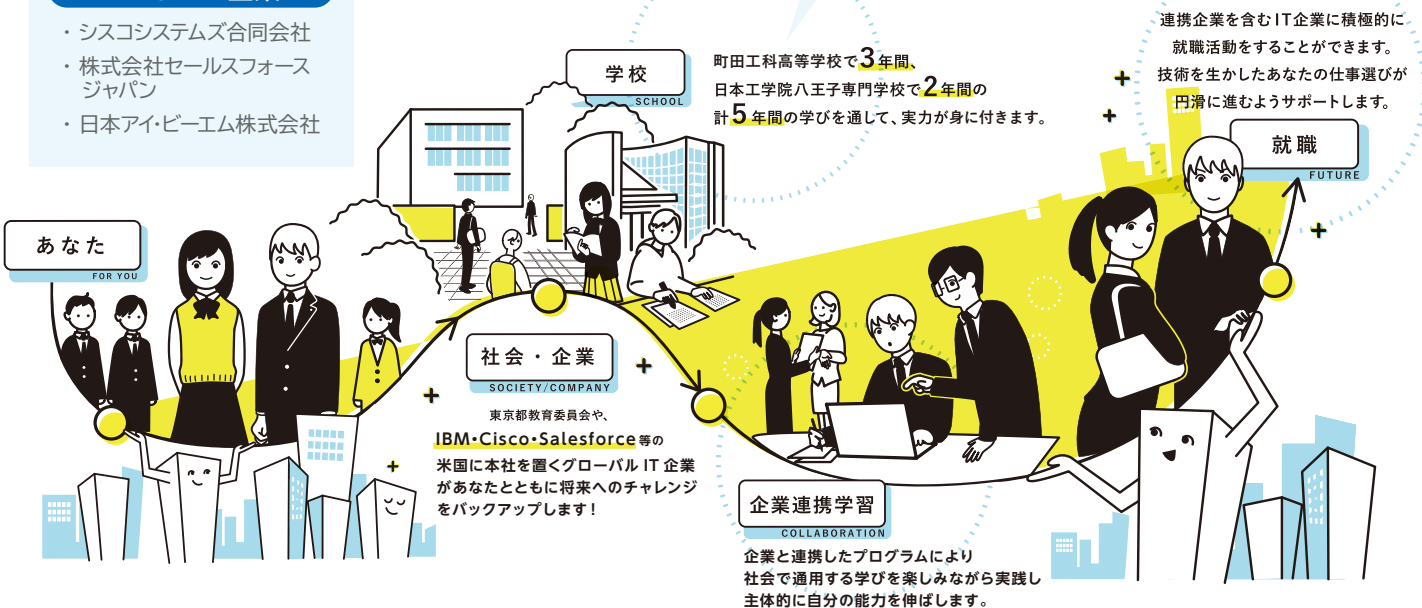 ・シスコシステムズ合同会社
・株式会社セールスフォース
ジャパン
・日本アイ・ビーエム株式会社
あなた
FOR YOU
学校
SCHOOL
町田工科高等学校で3年間、
日本工学院八王子専門学校で2年間の
計5年間の学びを通して、実力が身に付きます。
社会・企業
SOCIETY/COMPANY
東京都教育委員会や、
IBM・Cisco・Salesforce等の
米国に本社を置くグローバル IT 企業
があなたとともに将来へのチャレンジ
をバックアップします!
企業連携学習
COLLABORATION
企業と連携したプログラムにより
社会で通用する学びを楽しみながら実践し
主体的に自分の能力を伸ばします。
連携企業を含むIT企業に積極的に
就職活動をすることができます。
技術を生かしたあなたの仕事選びが
円滑に進むようサポートします。
就職
FUTURE